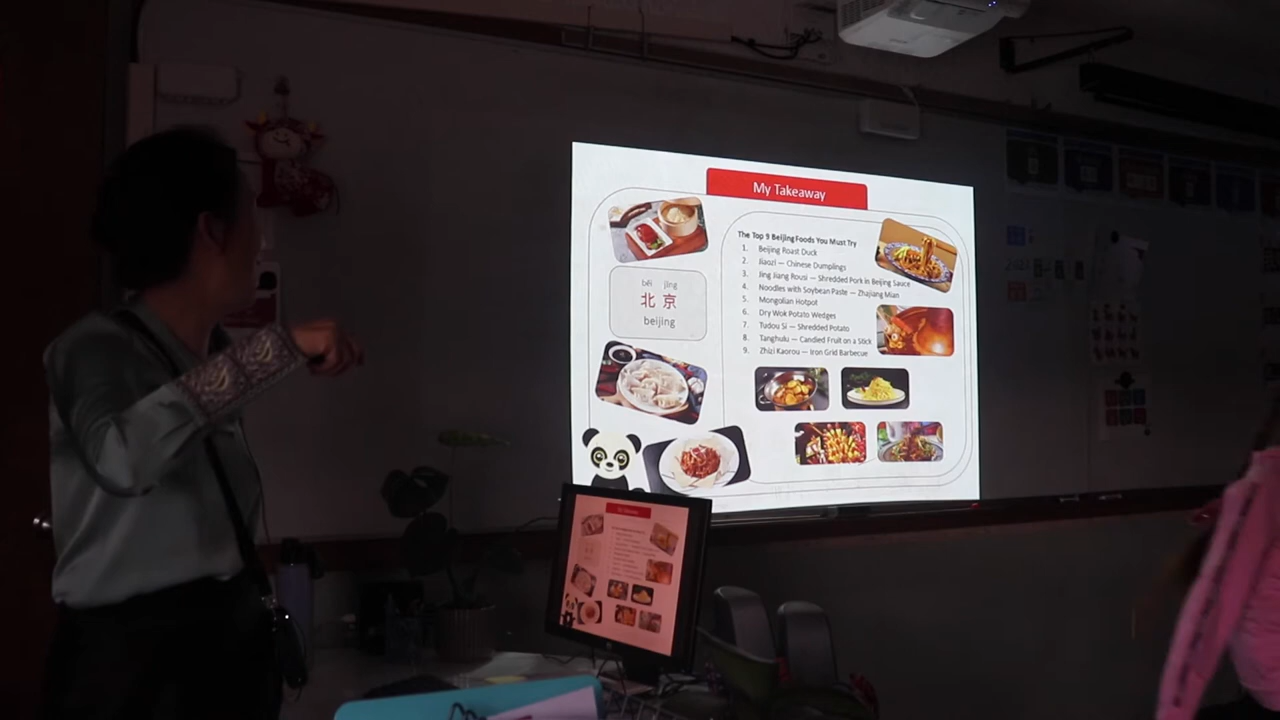 My Takeaway
běi jīng
北 京
beijing
The Top 9 Beijing Foods You Must Try
1. Beijing Roast Duck
2. Jiaozi — Chinese Dumplings
3. Jing Jiang Rousi — Shredded Pork in Beijing Sauce
4. Noodles with Soybean Paste — Zhajiang Mian
5. Mongolian Hotpot
6. Dry Wok Potato Wedges
7. Tudou Si — Shredded Potato
8. Tanghulu — Candied Fruit on a Stick
9. Zhizi Kaorou — Iron Grid Barbecue